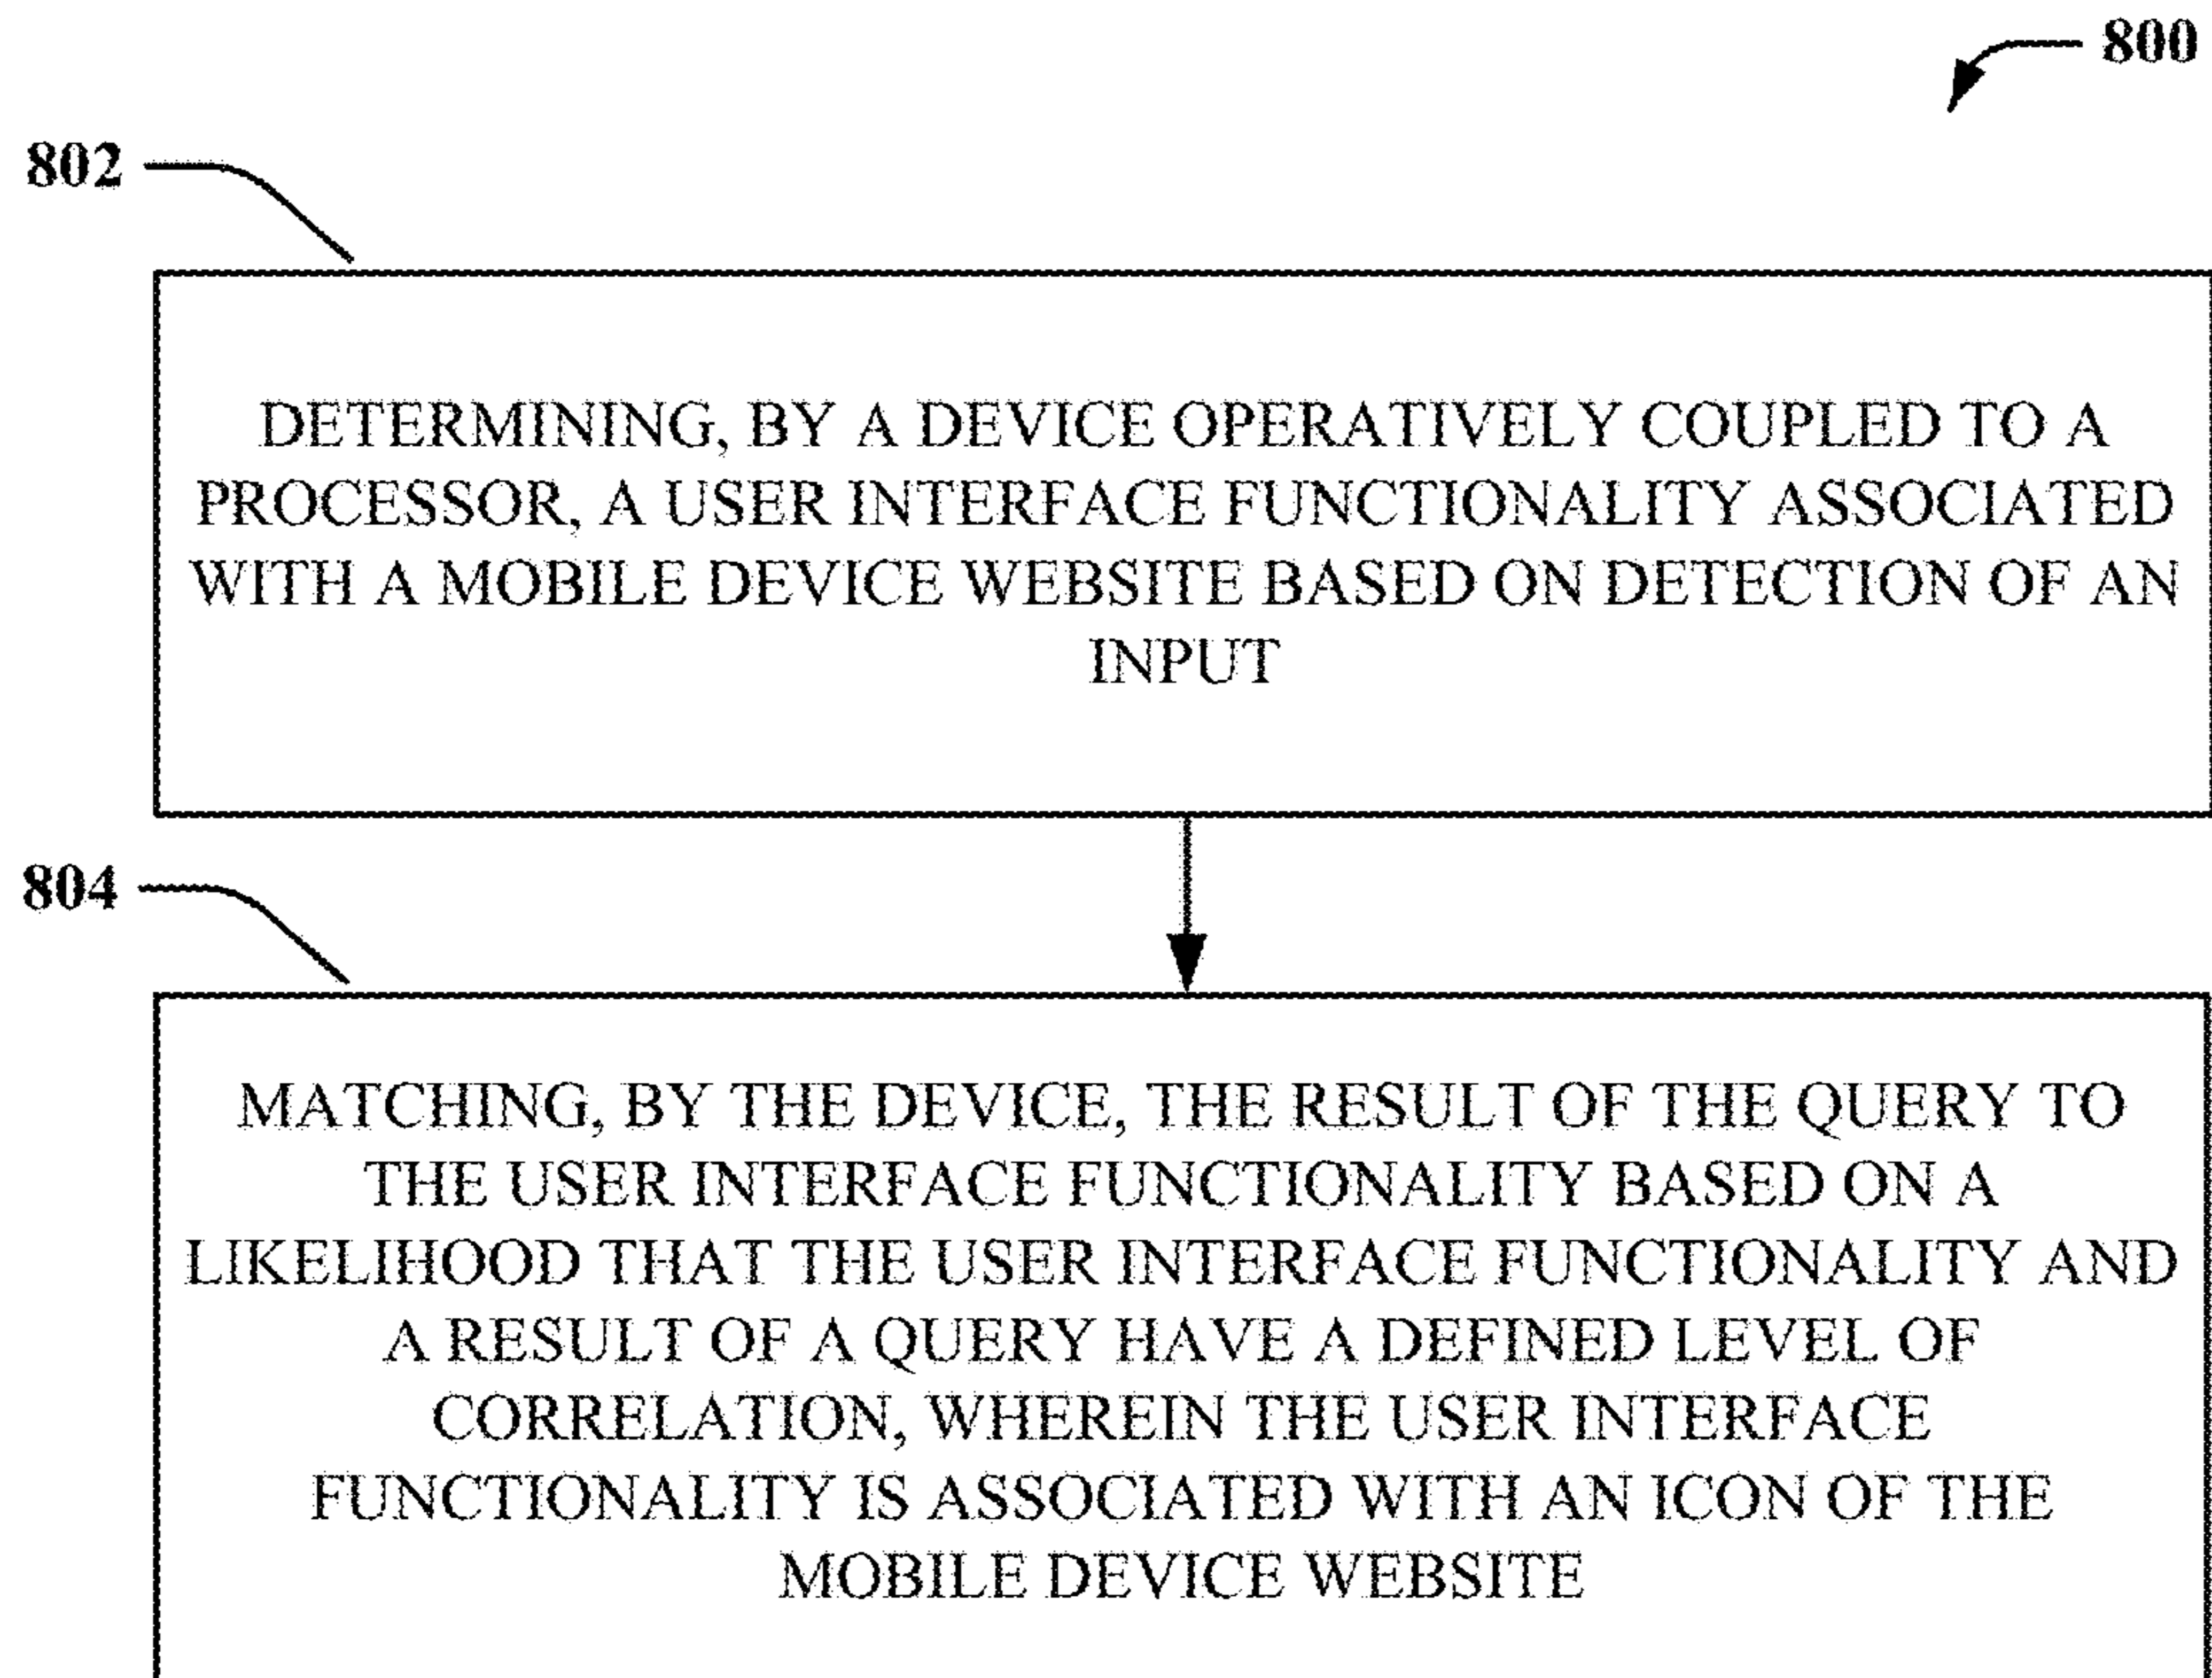 800
802
DETERMINING, BY A DEVICE OPERATIVELY COUPLED TO A
PROCESSOR, A USER INTERFACE FUNCTIONALITY ASSOCIATED
WITH A MOBILE DEVICE WEBSITE BASED ON DETECTION OF AN
INPUT
804
MATCHING, BY THE DEVICE, THE RESULT OF THE QUERY TO
THE USER INTERFACE FUNCTIONALITY BASED ON A
LIKELIHOOD THAT THE USER INTERFACE FUNCTIONALITY AND
A RESULT OF A QUERY HAVE A DEFINED LEVEL OF
CORRELATION, WHEREIN THE USER INTERFACE
FUNCTIONALITY IS ASSOCIATED WITH AN ICON OF THE
MOBILE DEVICE WEBSITE